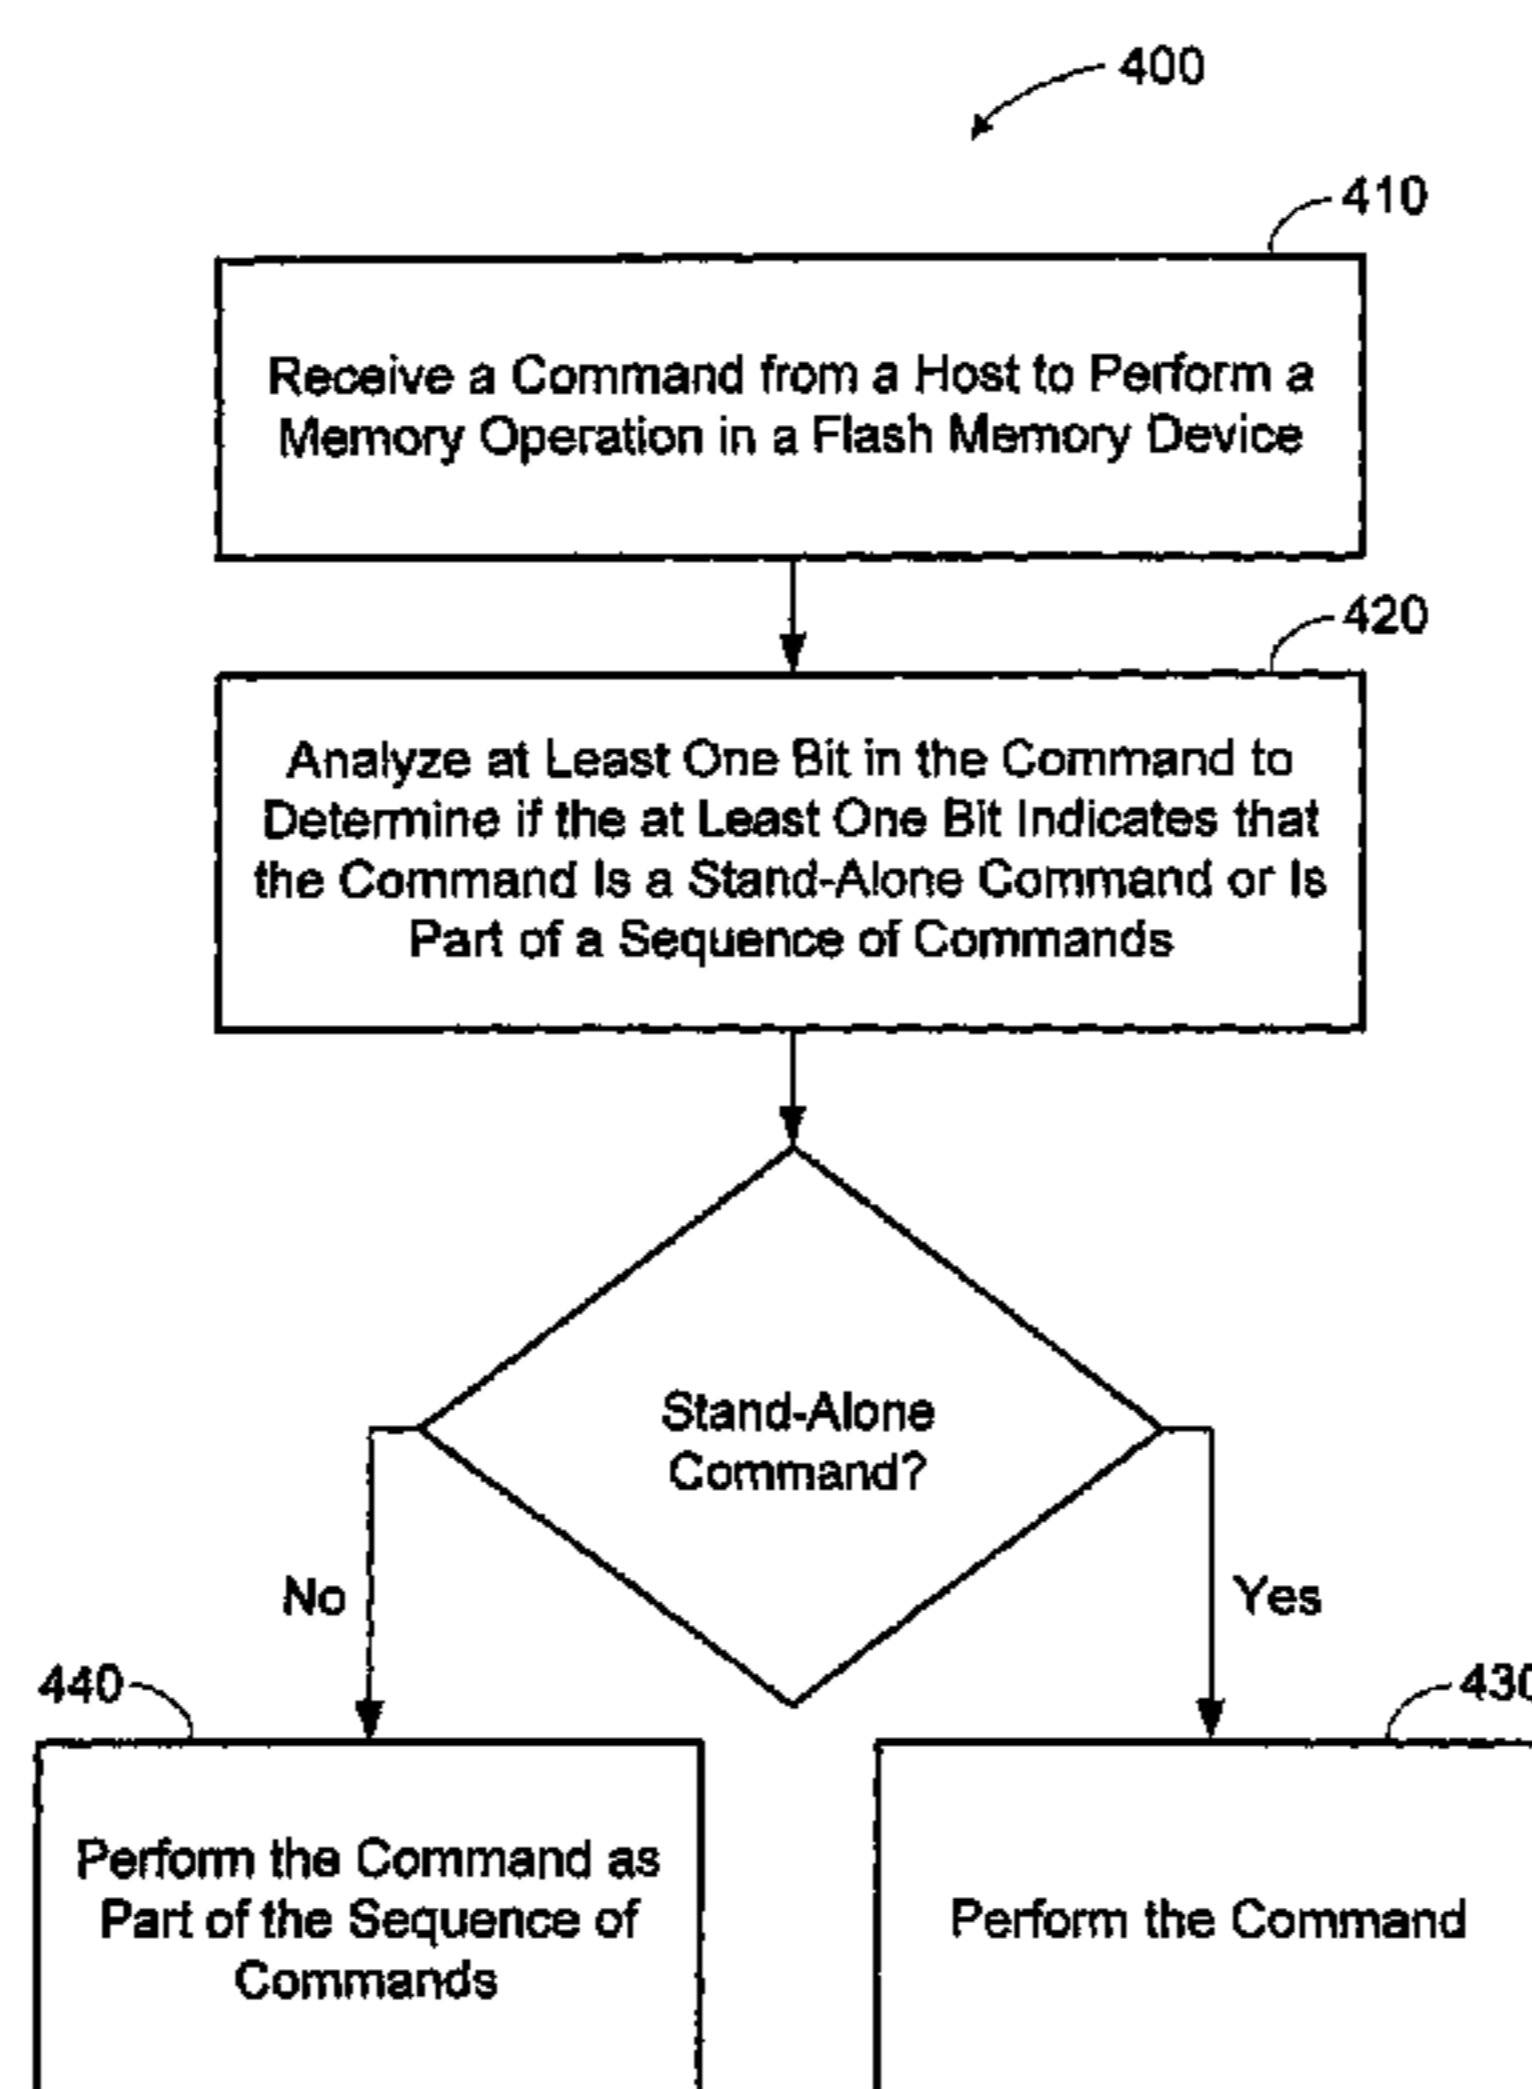 400
410
Receive a Command from a Host to Perform a
Memory Operation in a Flash Memory Device
420
Analyze at Least One Bit in the Command to
Determine if the at Least One Bit Indicates that
the Command Is a Stand-Alone Command or Is
Part of a Sequence of Commands
Stand-Alone
Command?
No
Yes
440
430
Perform the Command as
Part of the Sequence of
Commands
Perform the Command